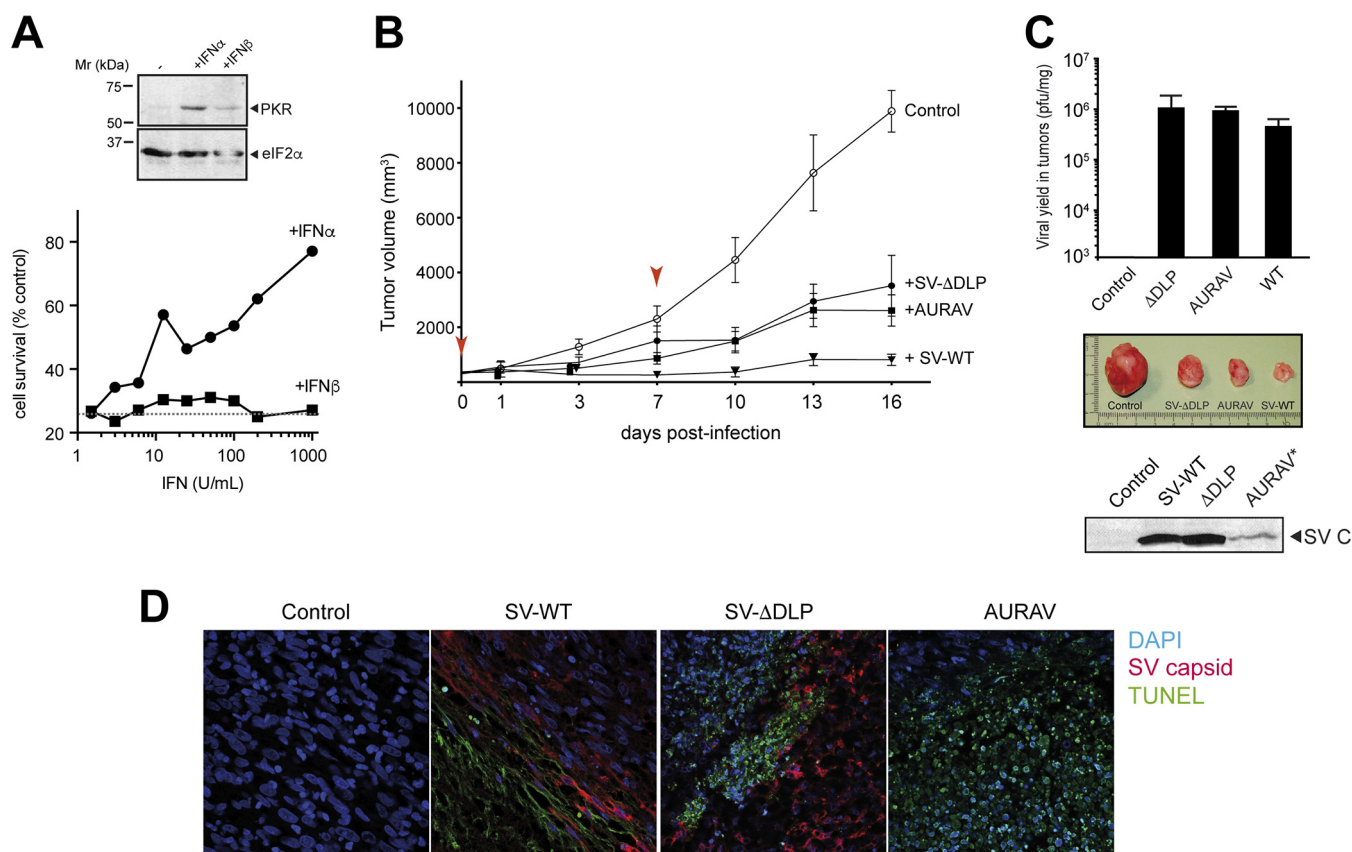 A
Mr (kDa)
-
+IFNα
+IFNβ
75
50
37
PKR
eIF2α
cell survival (% control)
80
60
40
20
+IFNα
+IFNβ
1
10
100
1000
IFN (U/mL)
B
Tumor volume (mm³)
10000
8000
6000
4000
2000
Control
+SV-ΔDLP
+AURAV
+ SV-WT
0
1
3
7
10
13
16
days post-infection
C
Viral yield in tumors (pfu/mg)
10⁷
10⁶
10⁵
10⁴
10³
Control
ΔDLP
AURAV
WT
Control
SV-ΔDLP
AURAV
SV-WT
Control
SV-WT
ΔDLP
AURAV*
SV C
D
Control
SV-WT
SV-ΔDLP
AURAV
DAPI
SV capsid
TUNEL